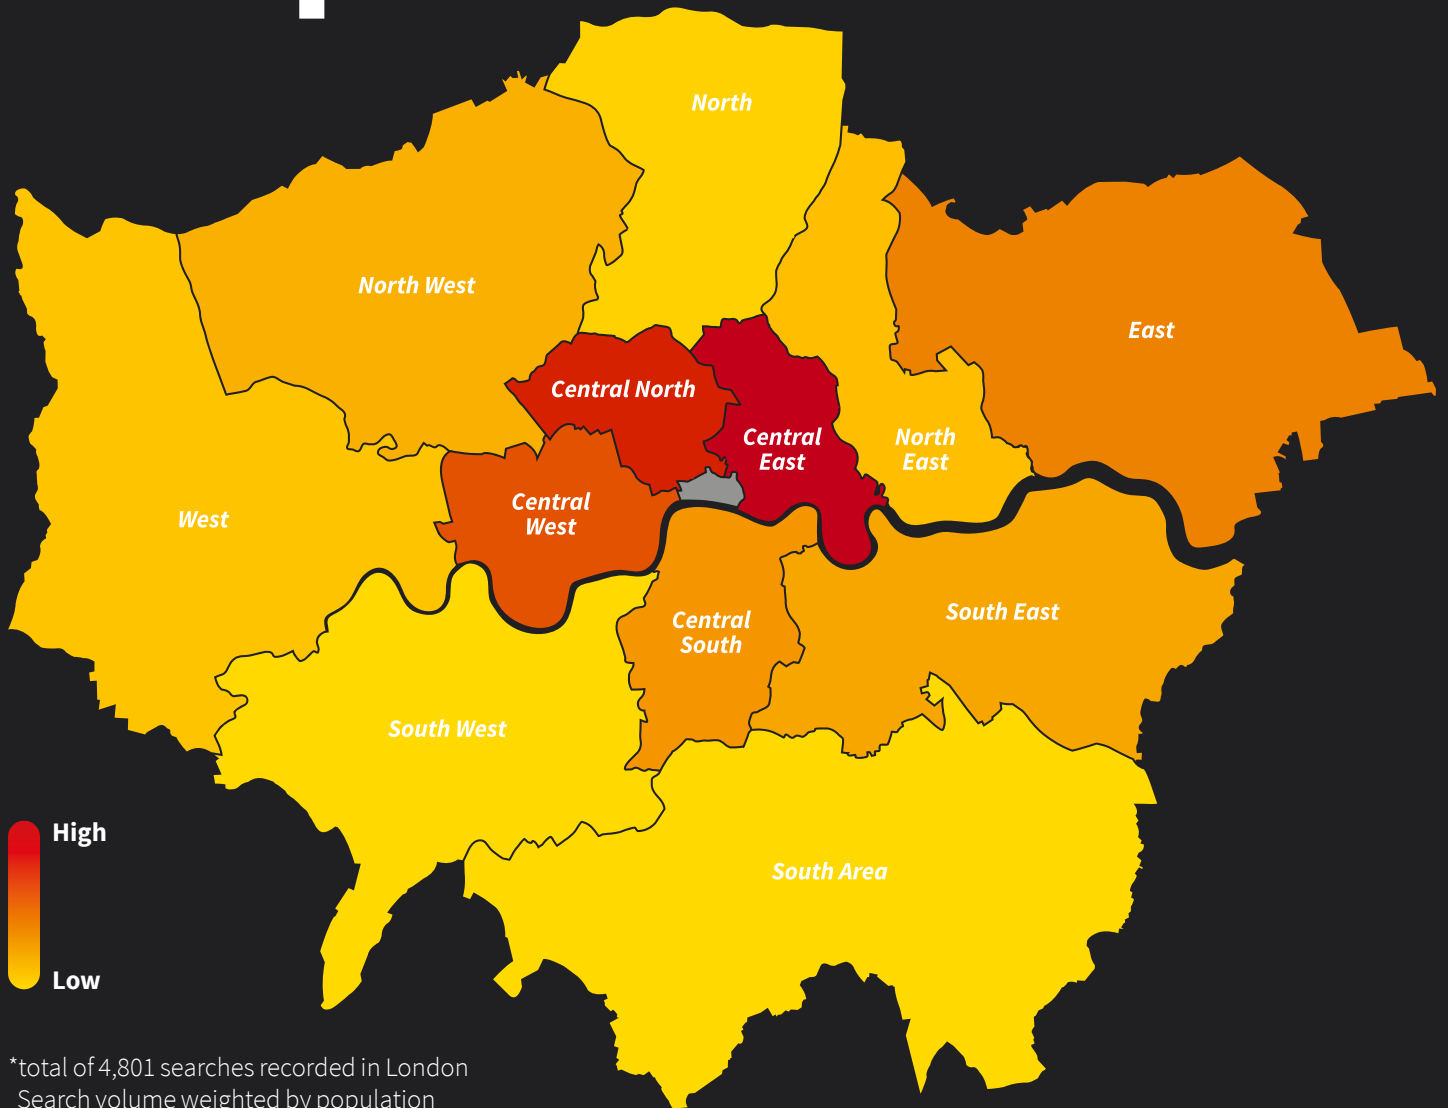 North
North West
East
Central North
Central
East
North
East
Central
West
West
South East
Central
South
South West
South Area
High
Low
*total of 4,801 searches recorded in London
Search volume weighted by population